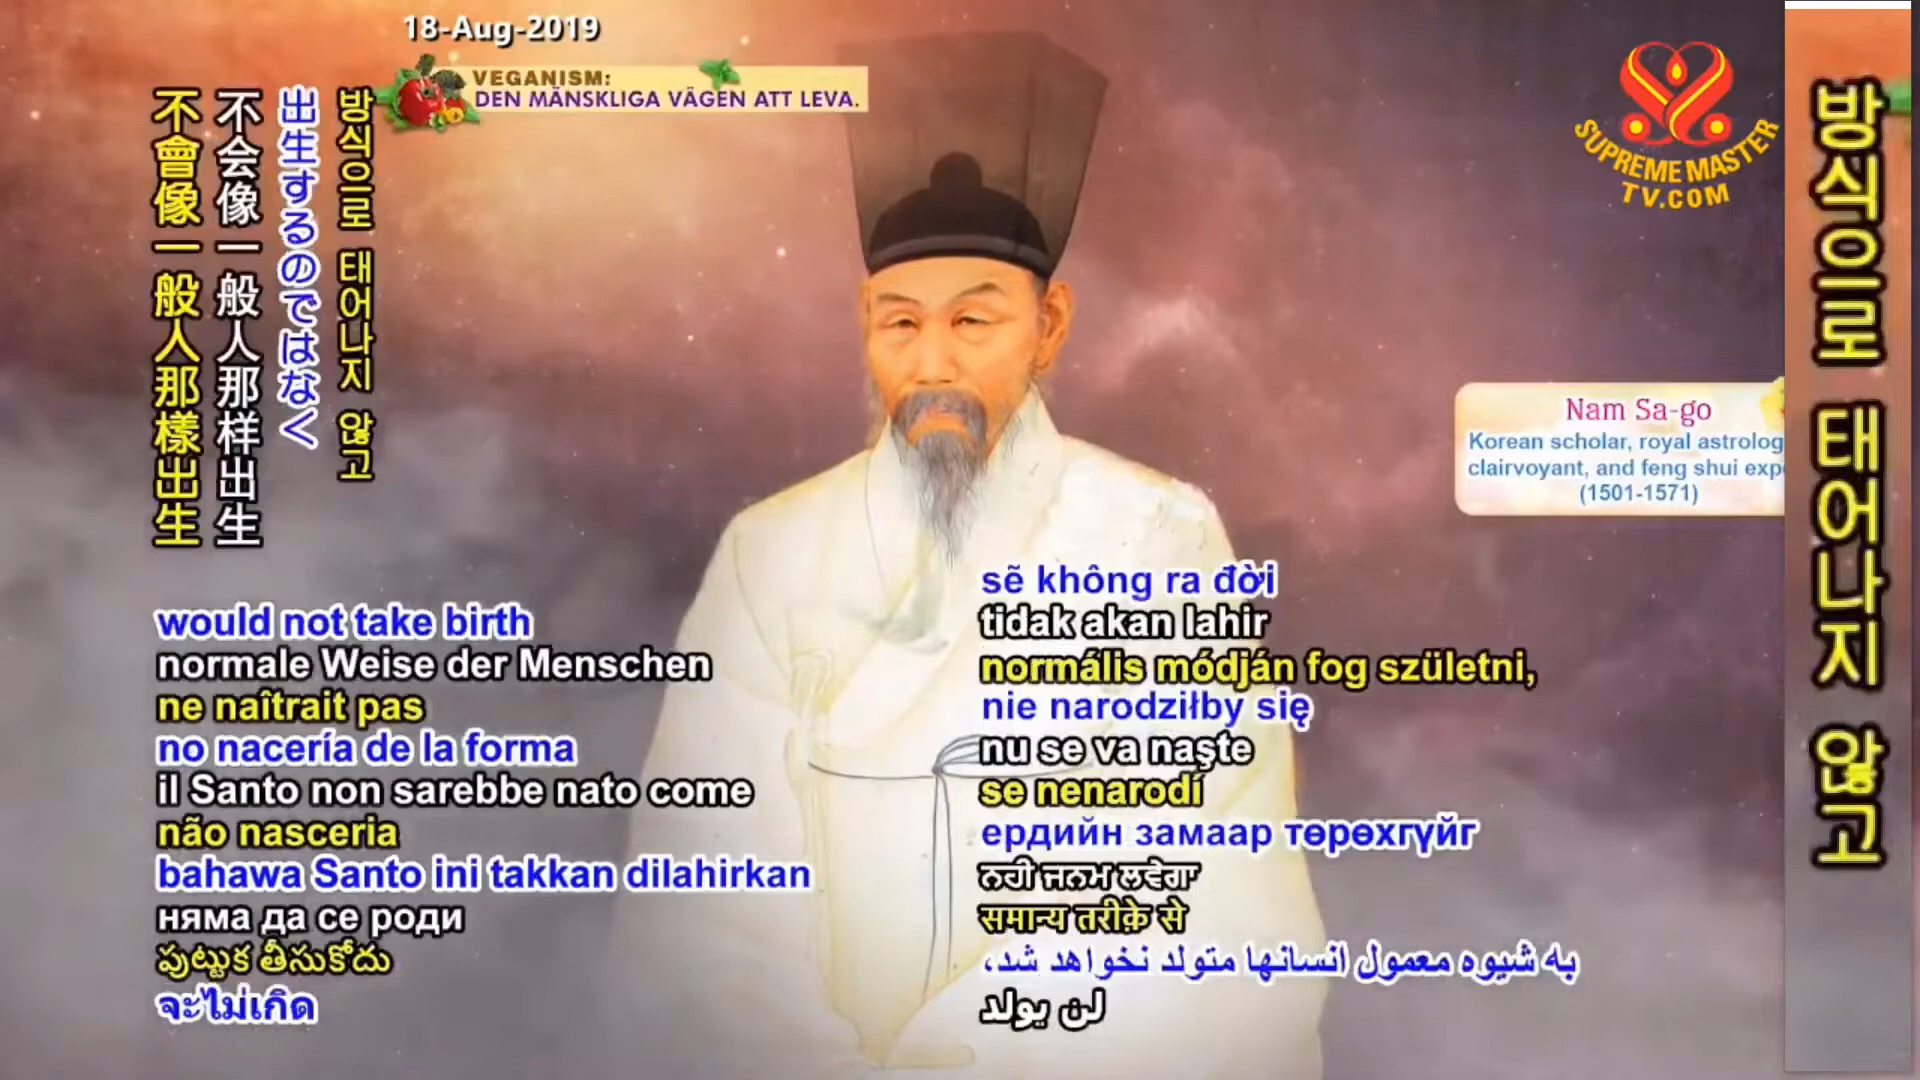 18-Aug-2019
VEGANISM:
DEN MÄNSKLIGA VÄGEN ATT LEVA.
SUPREME MASTER
TV.COM
방식으로 태어나지 않고
방식으로 태어나지 않고
出生するのではなく
不会像一般人那样出生
不會像一般人那樣出生
Nam Sa-go
Korean scholar, royal astrolog
clairvoyant, and feng shui exp
(1501-1571)
would not take birth
normale Weise der Menschen
ne naîtrait pas
no nacería de la forma
il Santo non sarebbe nato come
não nasceria
bahawa Santo ini takkan dilahirkan
няма да се роди
పుట్టుక తీసుకోదు
จะไม่เกิด
sẽ không ra đời
tidak akan lahir
normális módján fog születni,
nie narodziłby się
nu se va naşte
se nenarodí
ердийн замаар төрөхгүйг
ਨਹੀ ਜਨਮ ਲਵੇਗਾ
समान्य तरीक़े से
به شیوه معمول انسانها متولد نخواهد شد،
لن يولد